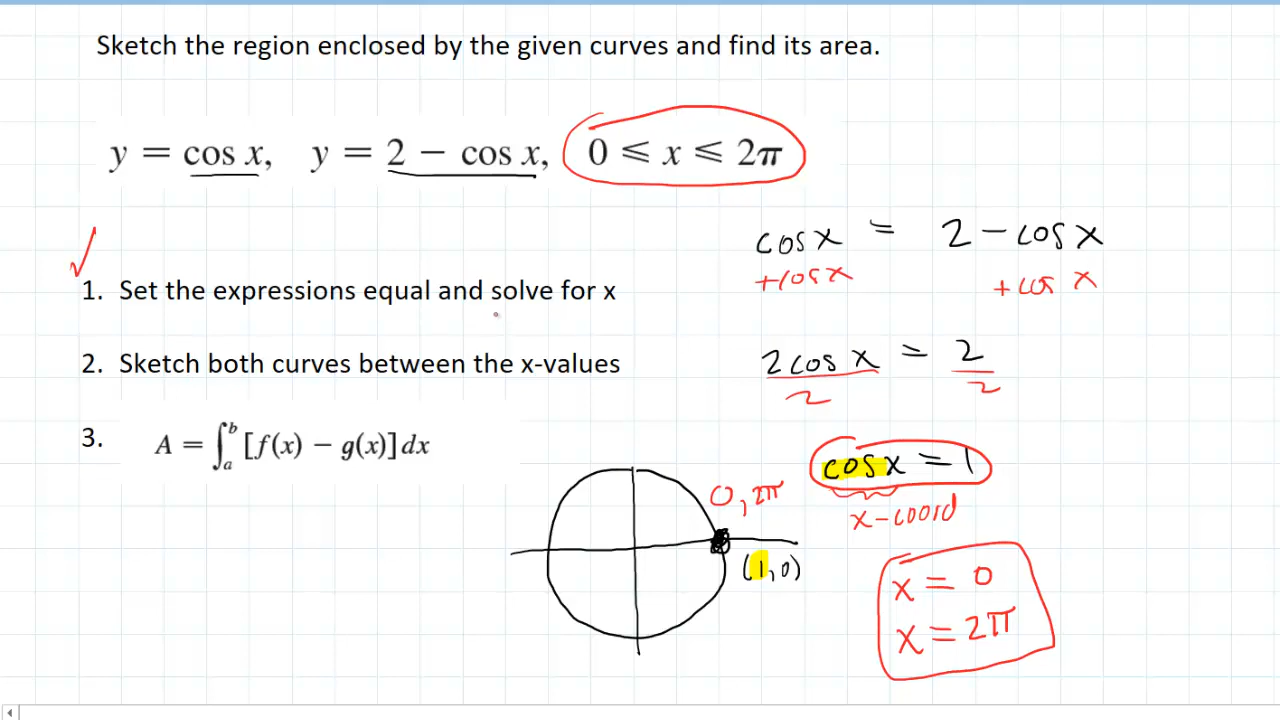 Sketch the region enclosed by the given curves and find its area.
y = cos x, y = 2 − cos x, 0 ⩽ x ⩽ 2π
cos x = 2 − cos x
+cos x +cos x
1. Set the expressions equal and solve for x
2 cos x = 2
2 2
2. Sketch both curves between the x-values
3. A = ∫ₐᵇ [f(x) − g(x)] dx
cos x = 1
x-coord
0, 2π
(1,0)
x = 0
x = 2π